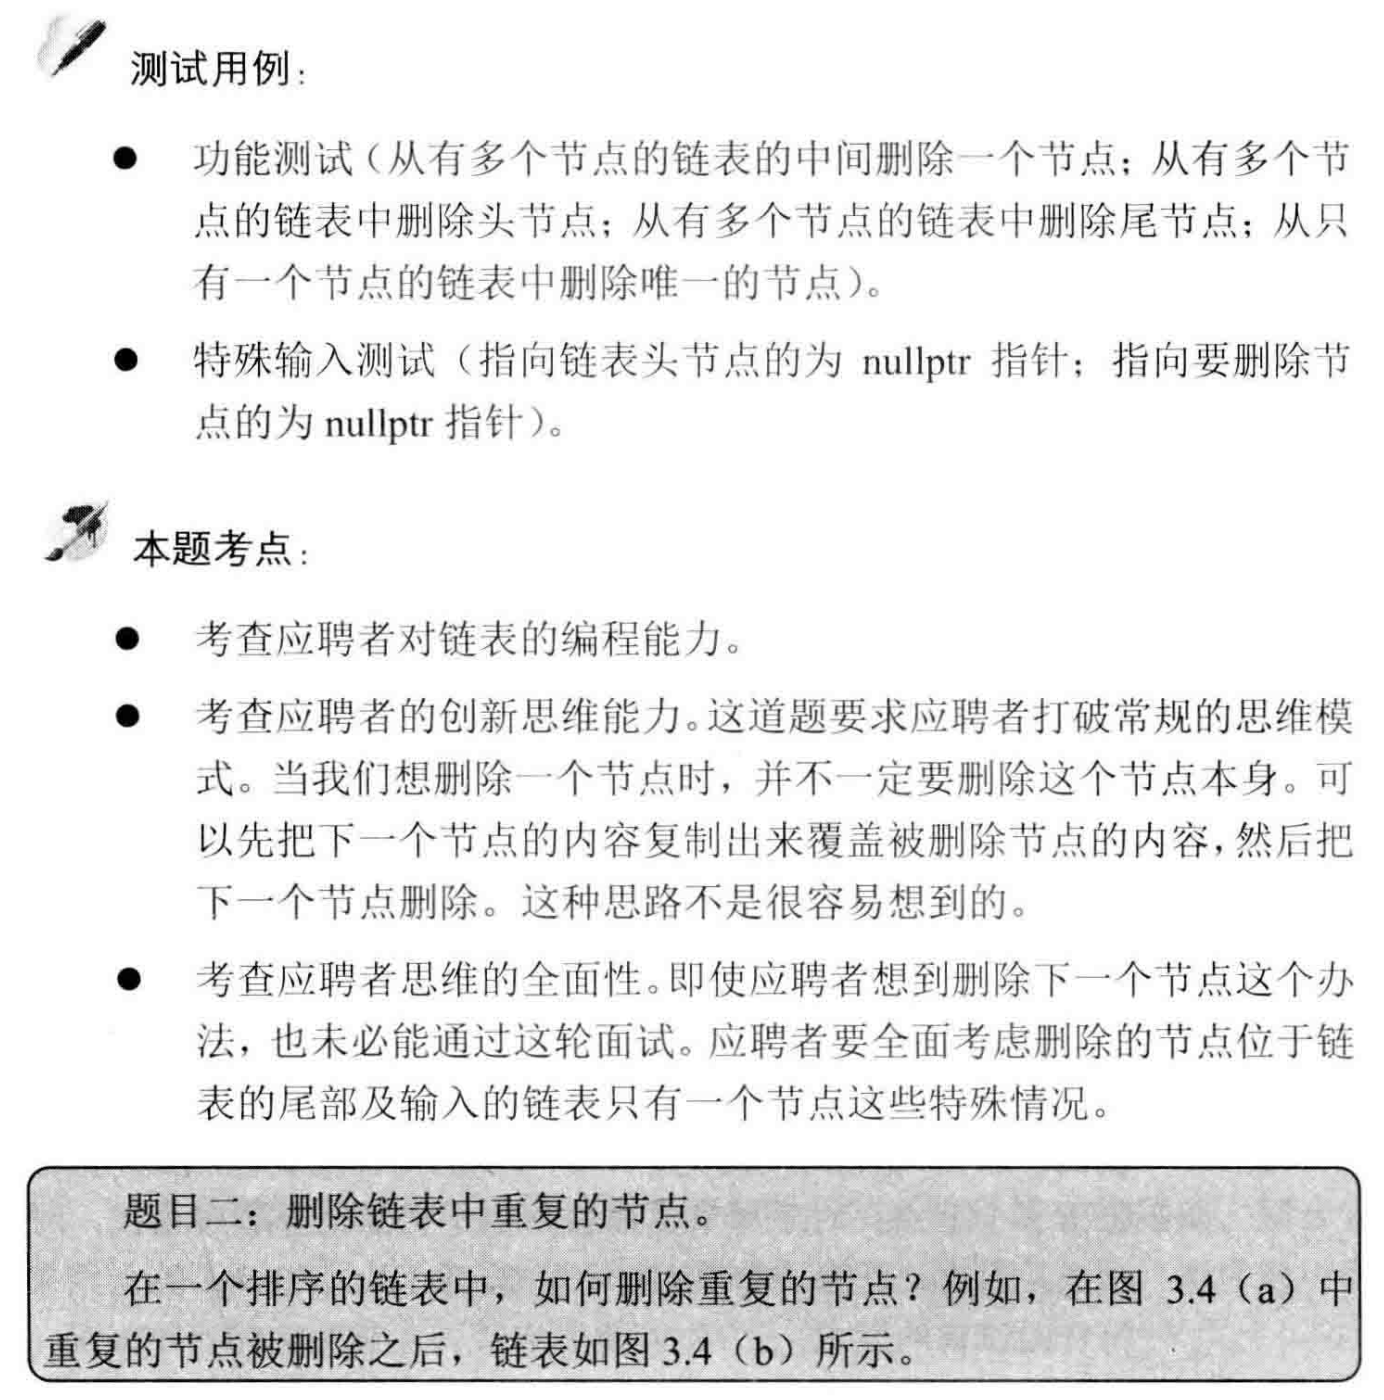 测试用例：
● 功能测试（从有多个节点的链表的中间删除一个节点；从有多个节
点的链表中删除头节点；从有多个节点的链表中删除尾节点；从只
有一个节点的链表中删除唯一的节点）。
● 特殊输入测试（指向链表头节点的为 nullptr 指针；指向要删除节
点的为 nullptr 指针）。
本题考点：
● 考查应聘者对链表的编程能力。
● 考查应聘者的创新思维能力。这道题要求应聘者打破常规的思维模
式。当我们想删除一个节点时，并不一定要删除这个节点本身。可
以先把下一个节点的内容复制出来覆盖被删除节点的内容，然后把
下一个节点删除。这种思路不是很容易想到的。
● 考查应聘者思维的全面性。即使应聘者想到删除下一个节点这个办
法，也未必能通过这轮面试。应聘者要全面考虑删除的节点位于链
表的尾部及输入的链表只有一个节点这些特殊情况。
题目二：删除链表中重复的节点。
在一个排序的链表中，如何删除重复的节点？例如，在图 3.4（a）中
重复的节点被删除之后，链表如图 3.4（b）所示。